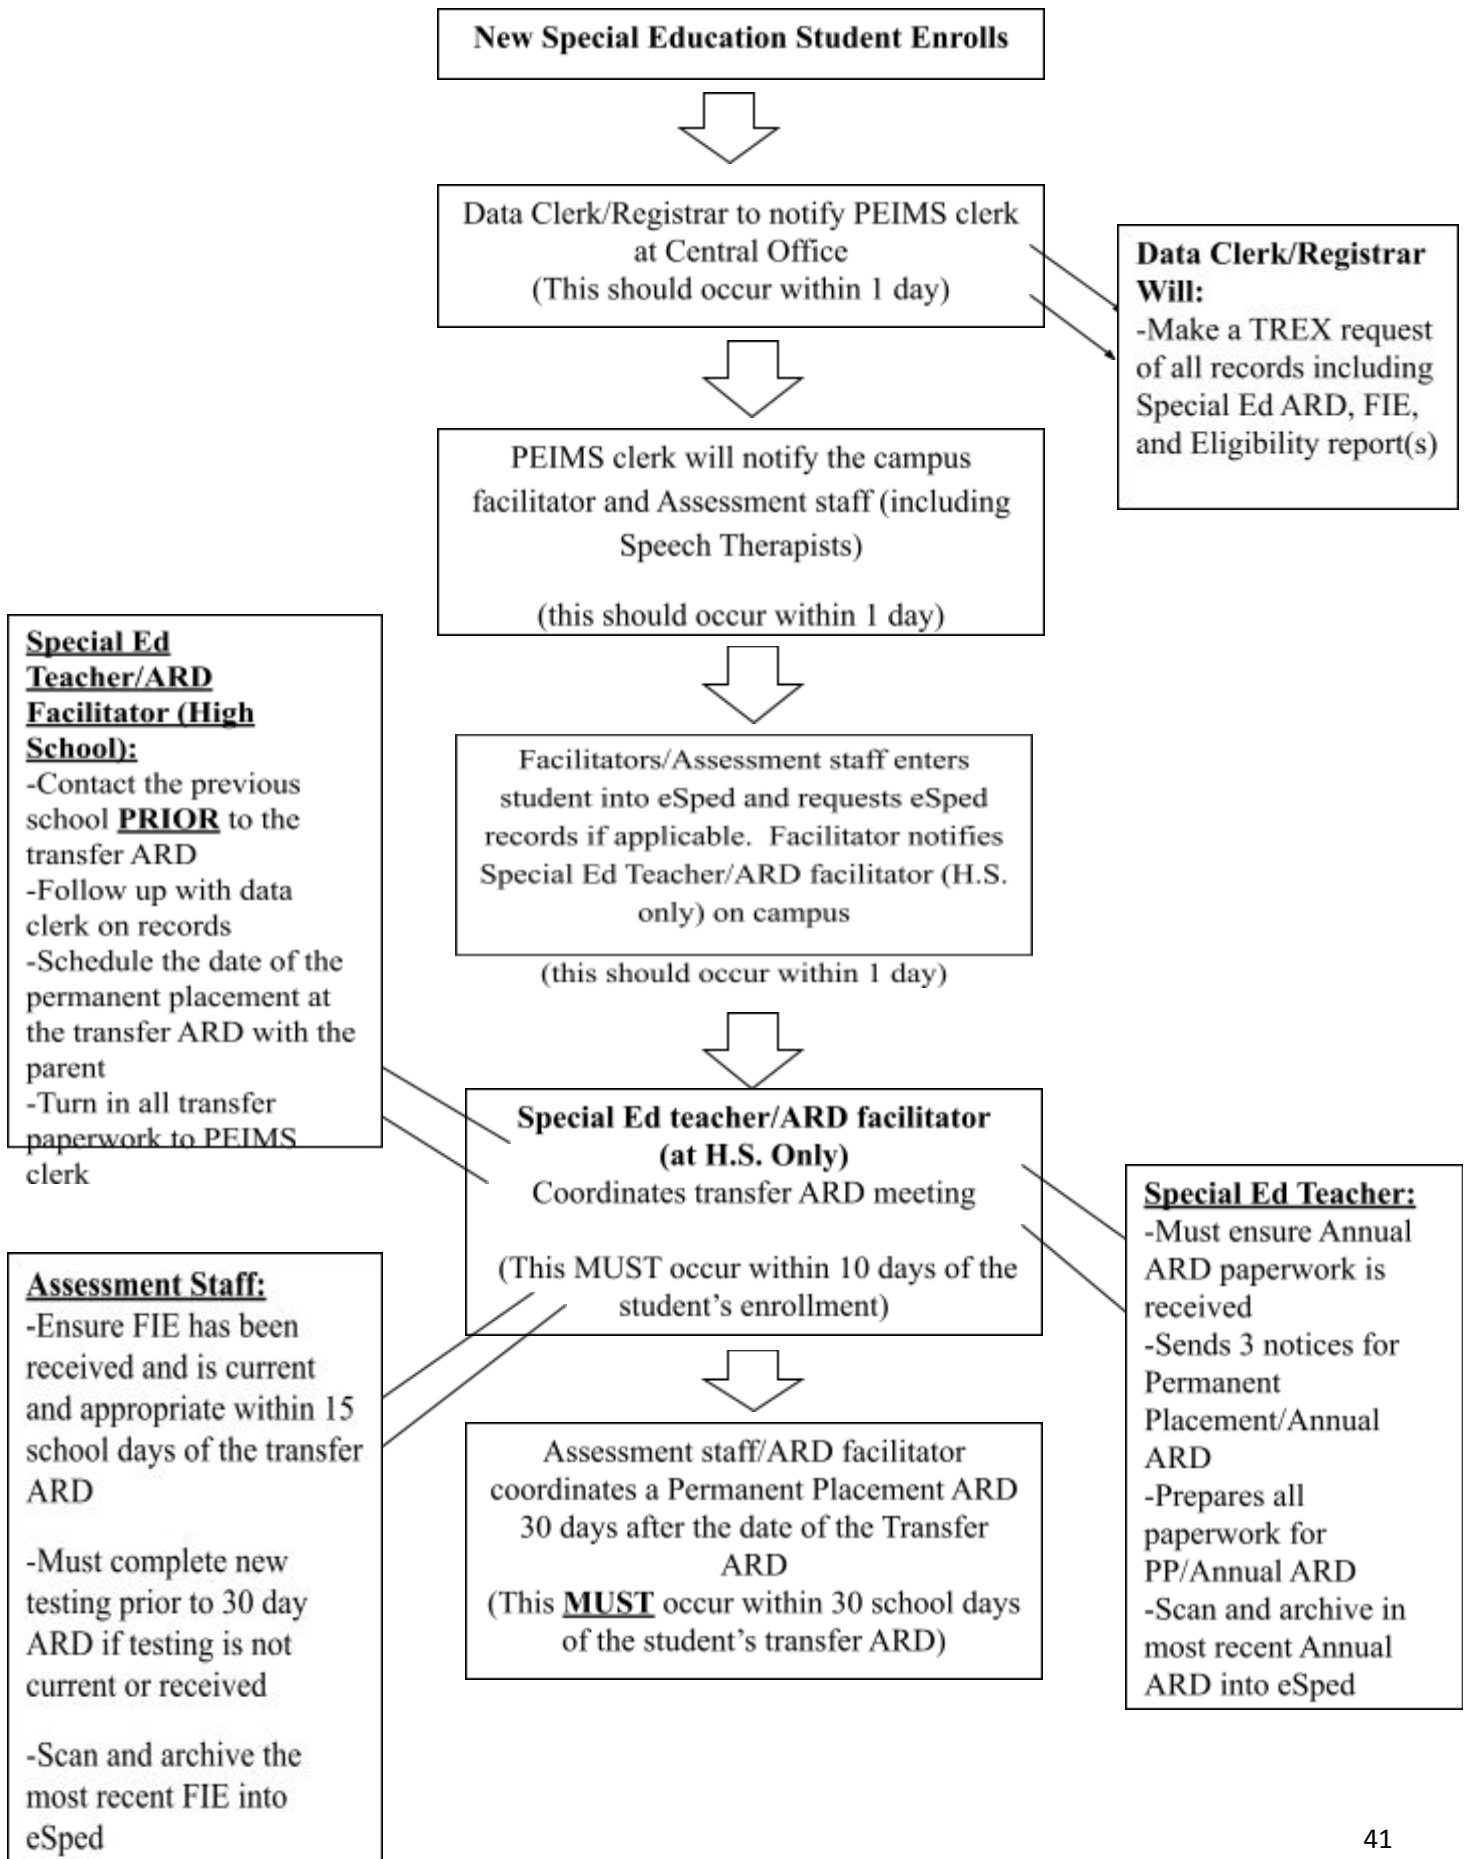 New Special Education Student Enrolls
Data Clerk/Registrar to notify PEIMS clerk
at Central Office
(This should occur within 1 day)
Data Clerk/Registrar
Will:
-Make a TREX request
of all records including
Special Ed ARD, FIE,
and Eligibility report(s)
PEIMS clerk will notify the campus
facilitator and Assessment staff (including
Speech Therapists)
(this should occur within 1 day)
Special Ed
Teacher/ARD
Facilitator (High
School):
-Contact the previous
school PRIOR to the
transfer ARD
-Follow up with data
clerk on records
-Schedule the date of the
permanent placement at
the transfer ARD with the
parent
-Turn in all transfer
paperwork to PEIMS
clerk
Facilitators/Assessment staff enters
student into eSped and requests eSped
records if applicable. Facilitator notifies
Special Ed Teacher/ARD facilitator (H.S.
only) on campus
(this should occur within 1 day)
Special Ed teacher/ARD facilitator
(at H.S. Only)
Coordinates transfer ARD meeting
(This MUST occur within 10 days of the
student’s enrollment)
Special Ed Teacher:
-Must ensure Annual
ARD paperwork is
received
-Sends 3 notices for
Permanent
Placement/Annual
ARD
-Prepares all
paperwork for
PP/Annual ARD
-Scan and archive in
most recent Annual
ARD into eSped
Assessment Staff:
-Ensure FIE has been
received and is current
and appropriate within 15
school days of the transfer
ARD
-Must complete new
testing prior to 30 day
ARD if testing is not
current or received
-Scan and archive the
most recent FIE into
eSped
Assessment staff/ARD facilitator
coordinates a Permanent Placement ARD
30 days after the date of the Transfer
ARD
(This MUST occur within 30 school days
of the student’s transfer ARD)
41